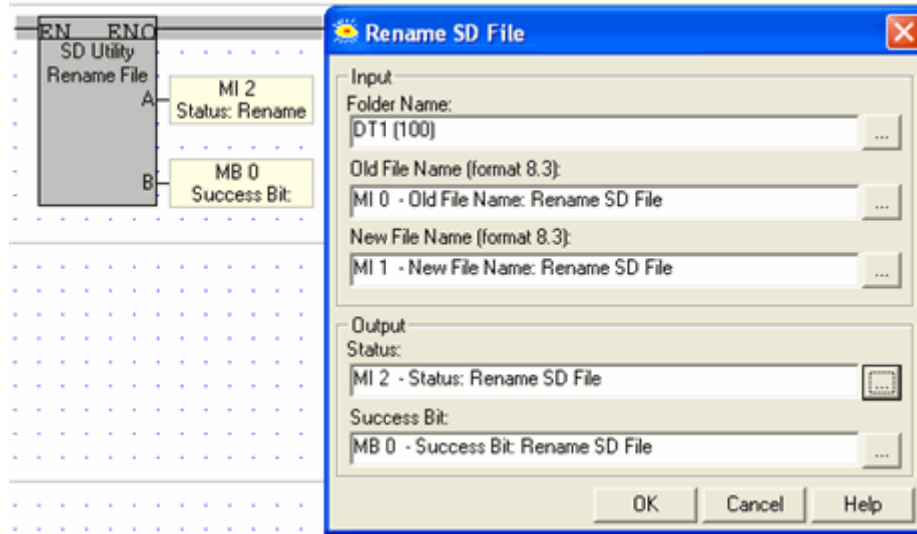 EN ENO
SD Utility
Rename File
A
MI 2
Status: Rename
B
MB 0
Success Bit:
Rename SD File
Input
Folder Name:
DT1 (100)
...
Old File Name (format 8.3):
MI 0 - Old File Name: Rename SD File
...
New File Name (format 8.3):
MI 1 - New File Name: Rename SD File
...
Output
Status:
MI 2 - Status: Rename SD File
...
Success Bit:
MB 0 - Success Bit: Rename SD File
...
OK Cancel Help